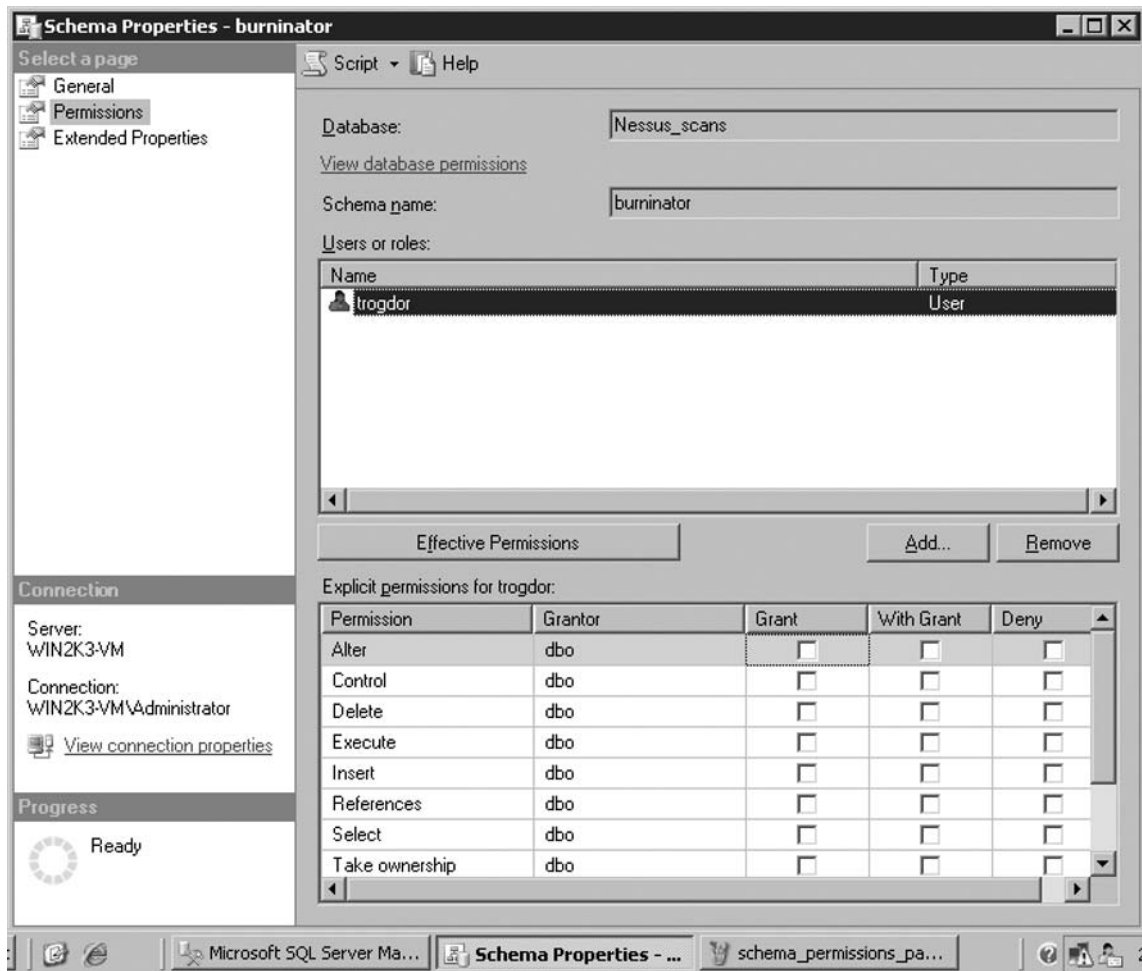 Schema Properties - burninator
Select a page
General
Permissions
Extended Properties
Script
Help
Database:
Nessus_scans
View database permissions
Schema name:
burninator
Users or roles:
Name Type
trogdor User
Effective Permissions
Add...
Remove
Explicit permissions for trogdor:
Permission Grantor Grant With Grant Deny
Alter dbo
Control dbo
Delete dbo
Execute dbo
Insert dbo
References dbo
Select dbo
Take ownership dbo
Connection
Server:
WIN2K3-VM
Connection:
WIN2K3-VM\Administrator
View connection properties
Progress
Ready
Microsoft SQL Server Ma...
Schema Properties - ...
schema_permissions_pa...